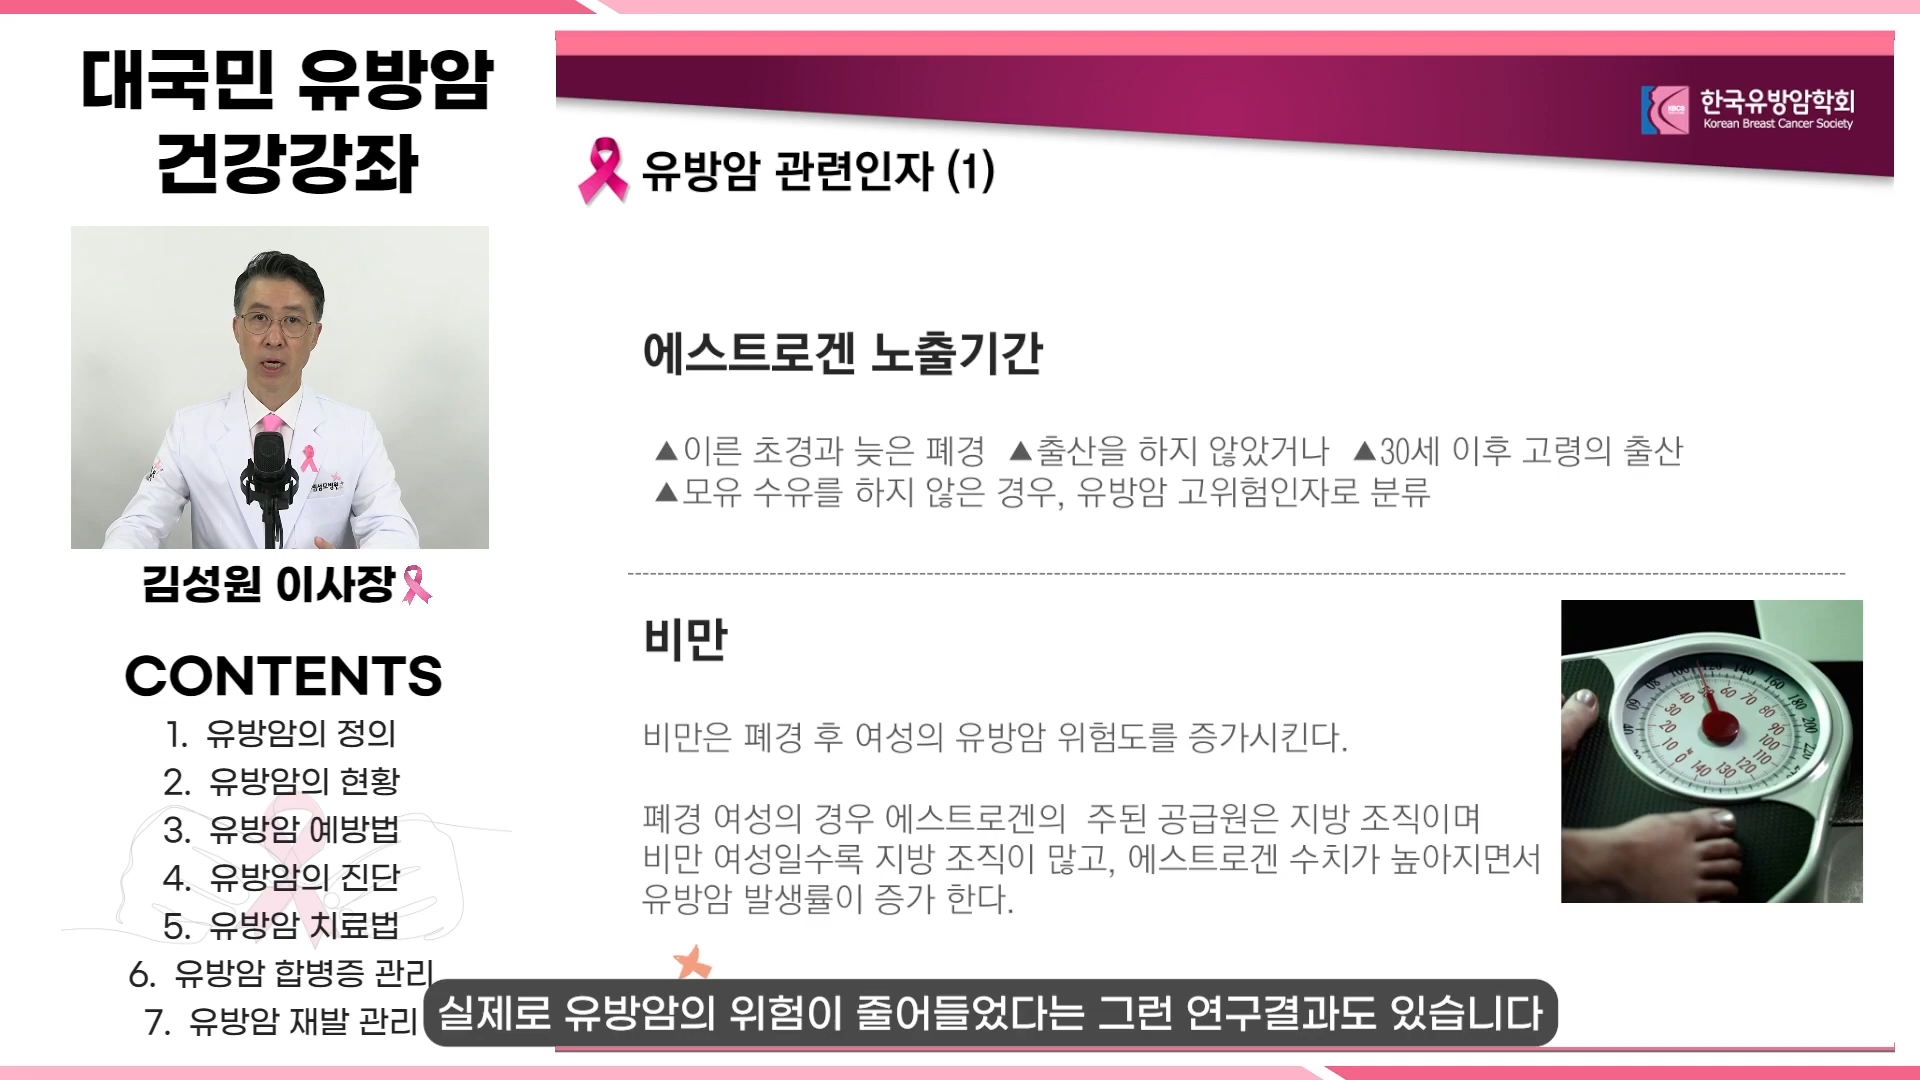 대국민 유방암
건강강좌
김성원 이사장
CONTENTS
1. 유방암의 정의
2. 유방암의 현황
3. 유방암 예방법
4. 유방암의 진단
5. 유방암 치료법
6. 유방암 합병증 관리
7. 유방암 재발 관리
한국유방암학회
Korean Breast Cancer Society
유방암 관련인자 (1)
에스트로겐 노출기간
▲이른 초경과 늦은 폐경 ▲출산을 하지 않았거나 ▲30세 이후 고령의 출산
▲모유 수유를 하지 않은 경우, 유방암 고위험인자로 분류
비만
비만은 폐경 후 여성의 유방암 위험도를 증가시킨다.
폐경 여성의 경우 에스트로겐의 주된 공급원은 지방 조직이며
비만 여성일수록 지방 조직이 많고, 에스트로겐 수치가 높아지면서
유방암 발생률이 증가 한다.
실제로 유방암의 위험이 줄어들었다는 그런 연구결과도 있습니다